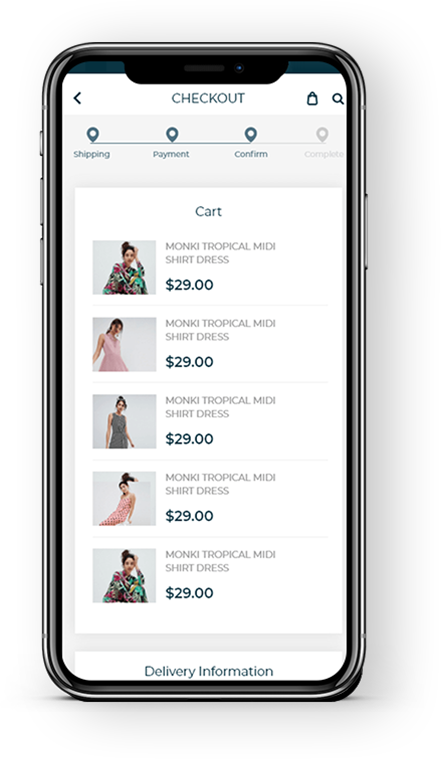 CHECKOUT
Shipping Payment Confirm Complete
Cart
MONKI TROPICAL MIDI
SHIRT DRESS
$29.00
MONKI TROPICAL MIDI
SHIRT DRESS
$29.00
MONKI TROPICAL MIDI
SHIRT DRESS
$29.00
MONKI TROPICAL MIDI
SHIRT DRESS
$29.00
MONKI TROPICAL MIDI
SHIRT DRESS
$29.00
Delivery Information